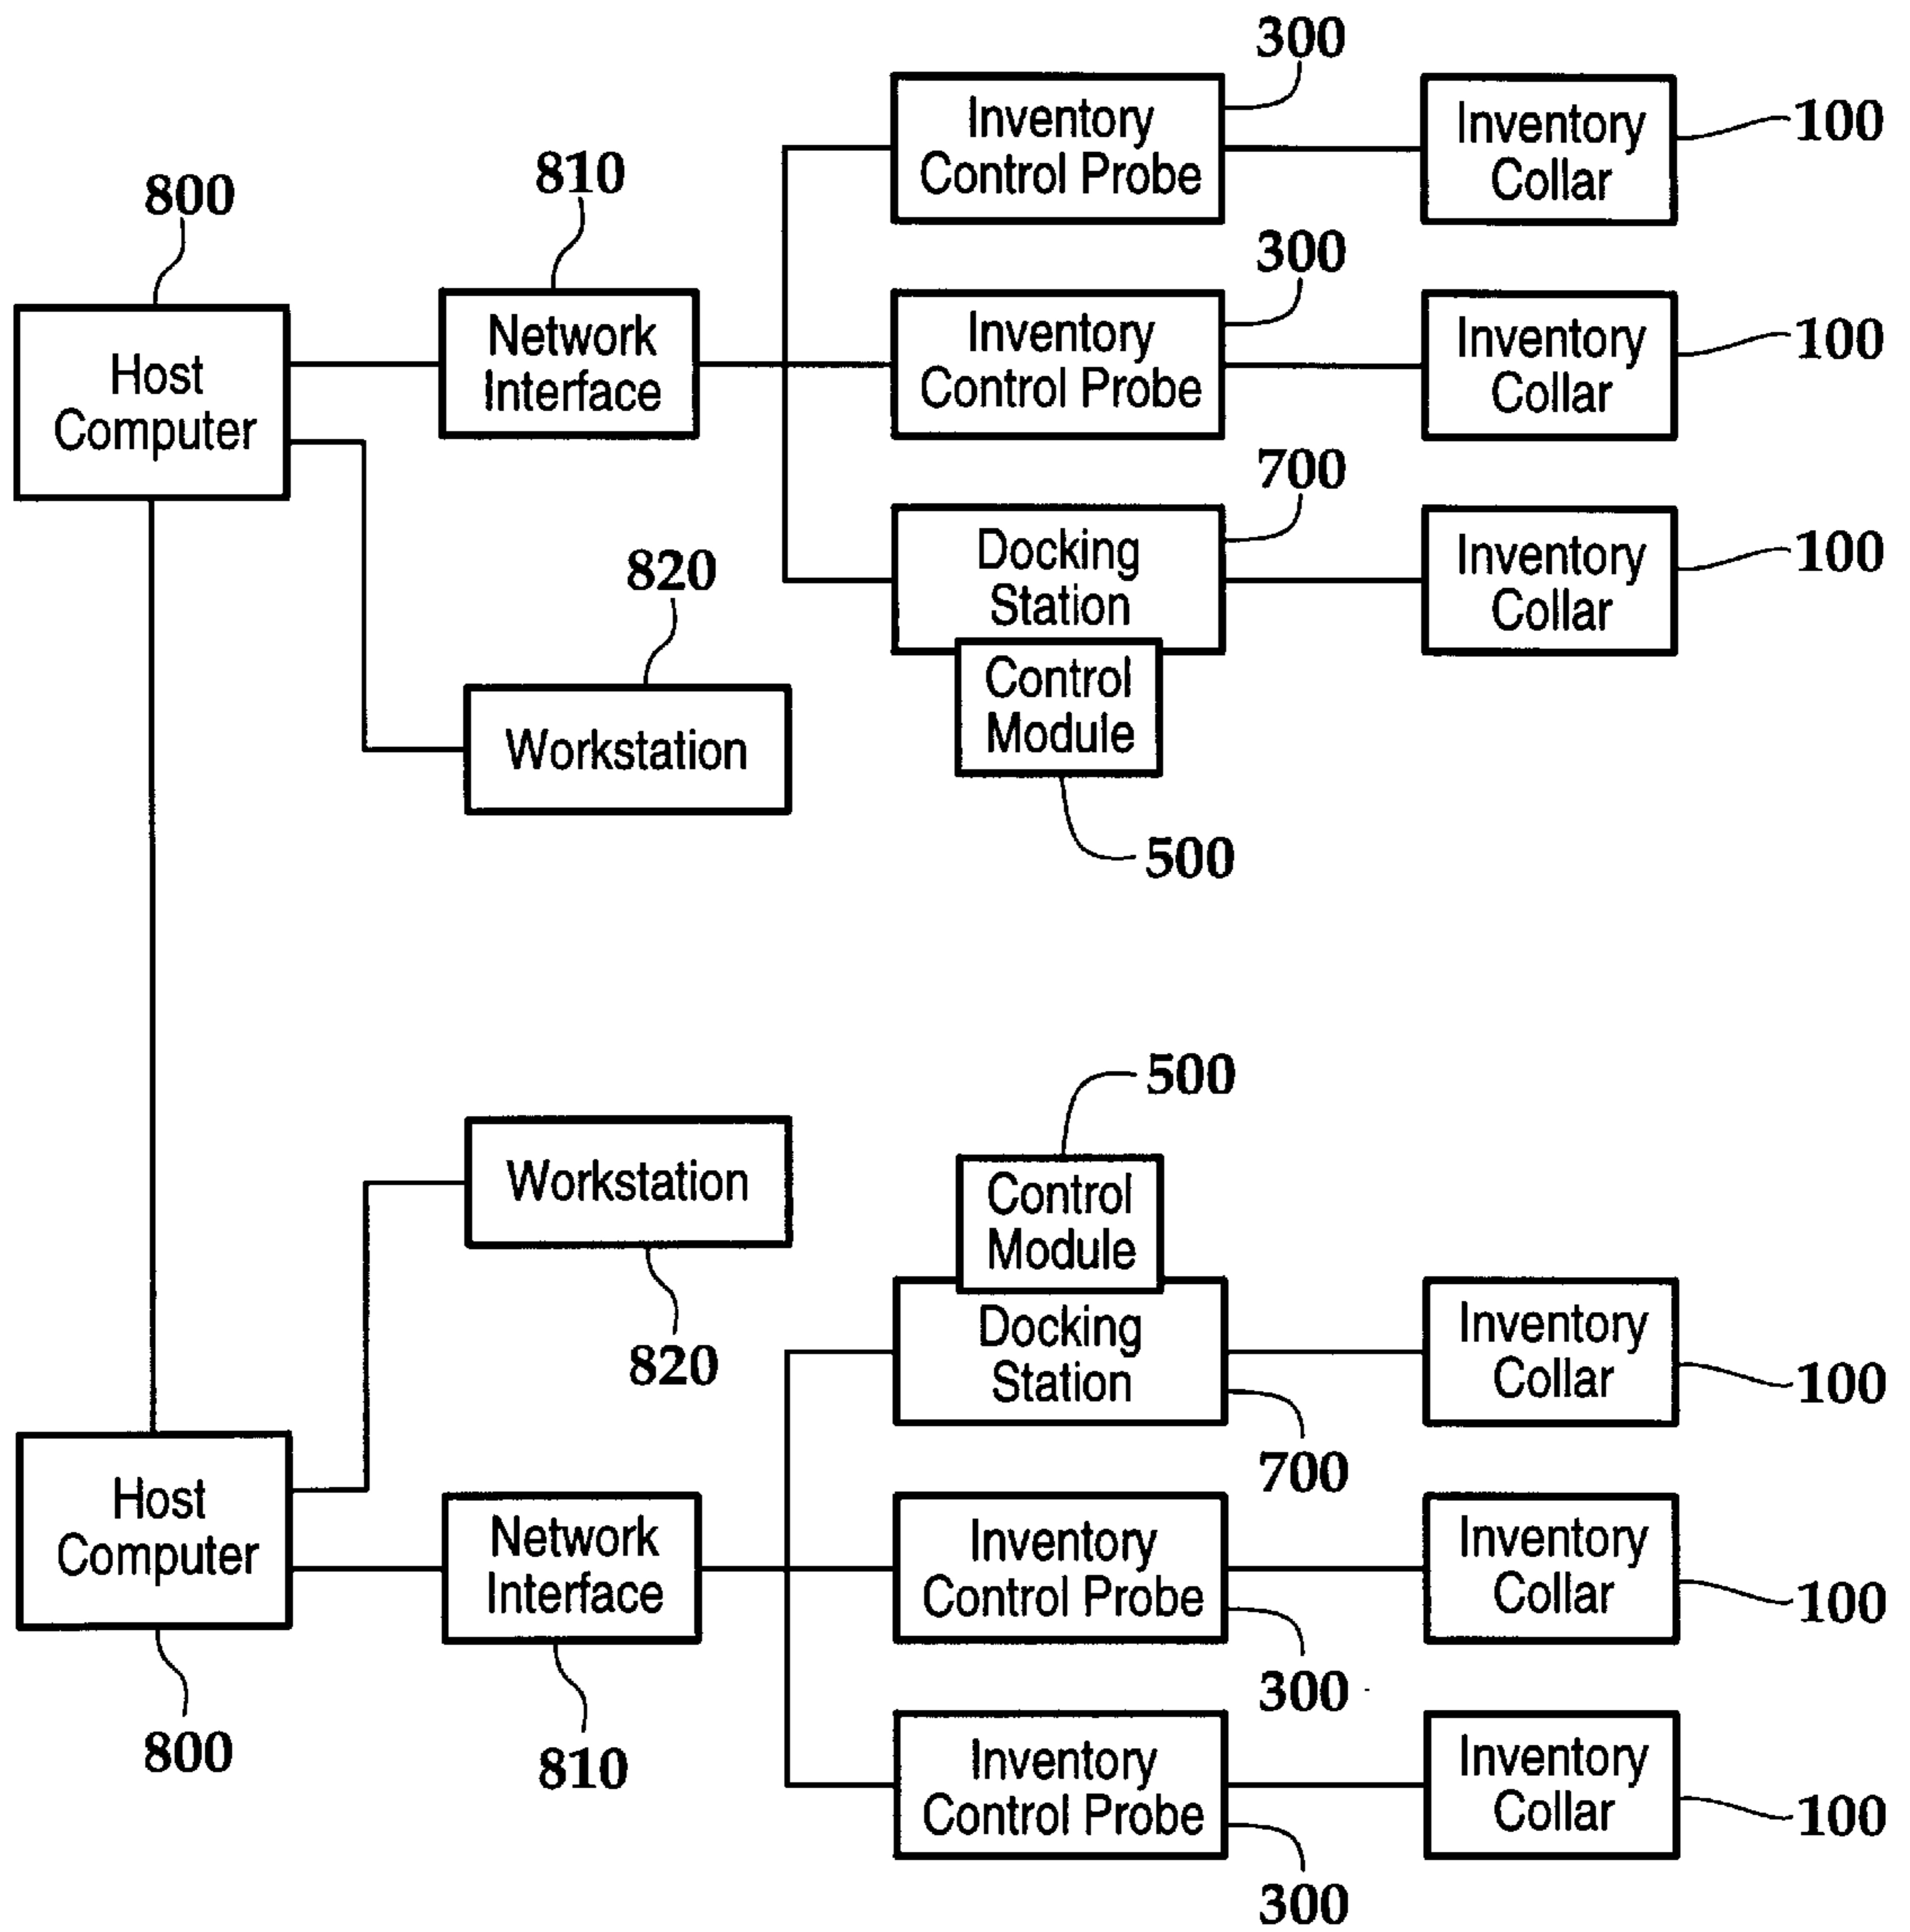 300
Inventory
Control Probe
Inventory
Collar
100
800
810
300
Host
Computer
Network
Interface
Inventory
Control Probe
Inventory
Collar
100
700
820
Docking
Station
Inventory
Collar
100
Workstation
Control
Module
500
500
Workstation
Control
Module
820
Docking
Station
Inventory
Collar
100
700
Host
Computer
Network
Interface
Inventory
Control Probe
Inventory
Collar
100
300
800
810
Inventory
Control Probe
Inventory
Collar
100
300